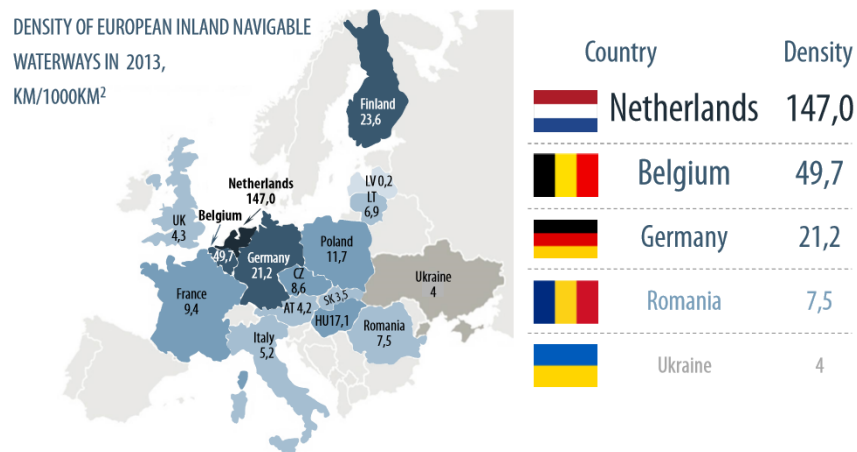 DENSITY OF EUROPEAN INLAND NAVIGABLE
WATERWAYS IN 2013,
KM/1000KM²
Finland
23,6
LV 0,2
LT
6,9
Netherlands
147,0
Belgium
49,7
UK
4,3
Germany
21,2
Poland
11,7
CZ
8,6
Ukraine
4
SK 3,5
France
9,4
AT 4,2
HU17,1
Romania
7,5
Italy
5,2
Country Density
Netherlands 147,0
Belgium 49,7
Germany 21,2
Romania 7,5
Ukraine 4